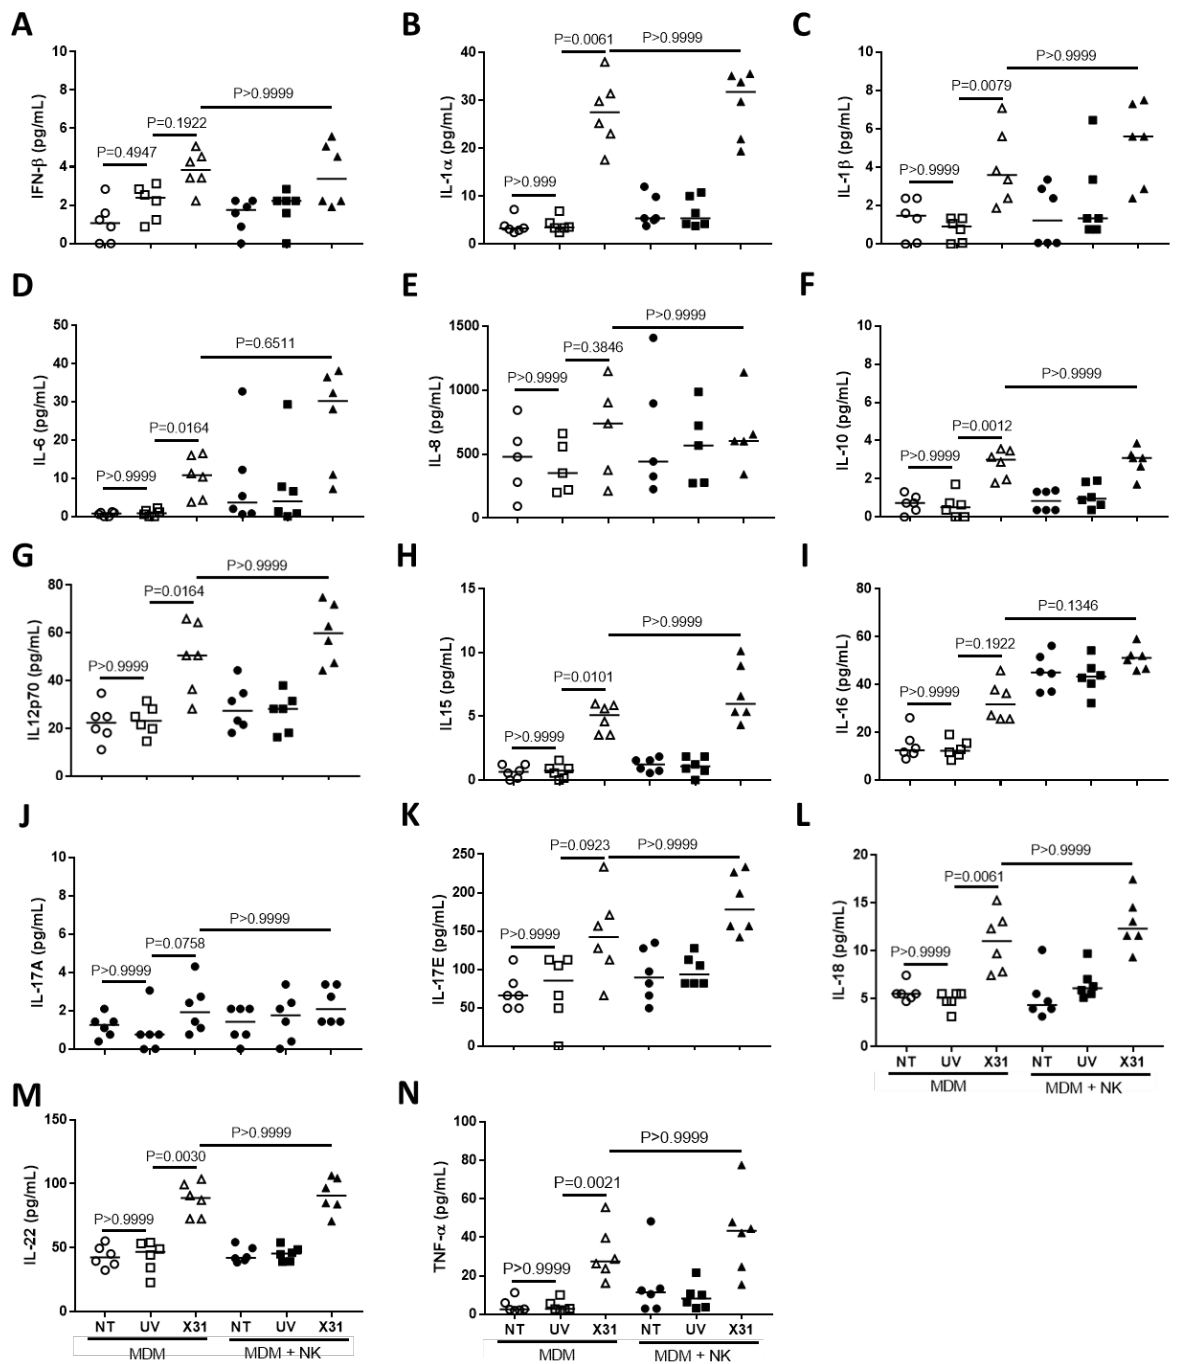 A
IFN-β (pg/mL)
10
8
6
4
2
0
P=0.4947
P=0.1922
P>0.9999
B
IL-1α (pg/mL)
40
30
20
10
0
P>0.999
P=0.0061
P>0.9999
C
IL-1β (pg/mL)
10
8
6
4
2
0
P>0.9999
P=0.0079
P>0.9999
D
IL-6 (pg/mL)
50
40
30
20
10
0
P>0.9999
P=0.0164
P=0.6511
E
IL-8 (pg/mL)
1500
1000
500
0
P>0.9999
P=0.3846
P>0.9999
F
IL-10 (pg/mL)
10
8
6
4
2
0
P>0.9999
P=0.0012
P>0.9999
G
IL12p70 (pg/mL)
80
60
40
20
0
P>0.9999
P=0.0164
P>0.9999
H
IL15 (pg/mL)
15
10
5
0
P>0.9999
P=0.0101
P>0.9999
I
IL-16 (pg/mL)
80
60
40
20
0
P>0.9999
P=0.1922
P=0.1346
J
IL-17A (pg/mL)
10
8
6
4
2
0
P>0.9999
P=0.0758
P>0.9999
K
IL-17E (pg/mL)
250
200
150
100
50
0
P>0.9999
P=0.0923
P>0.9999
L
IL-18 (pg/mL)
20
15
10
5
0
P>0.9999
P=0.0061
P>0.9999
NT UV X31 NT UV X31
MDM MDM + NK
M
IL-22 (pg/mL)
150
100
50
0
P>0.9999
P=0.0030
P>0.9999
NT UV X31 NT UV X31
MDM MDM + NK
N
TNF-α (pg/mL)
100
80
60
40
20
0
P>0.9999
P=0.0021
P>0.9999
NT UV X31 NT UV X31
MDM MDM + NK